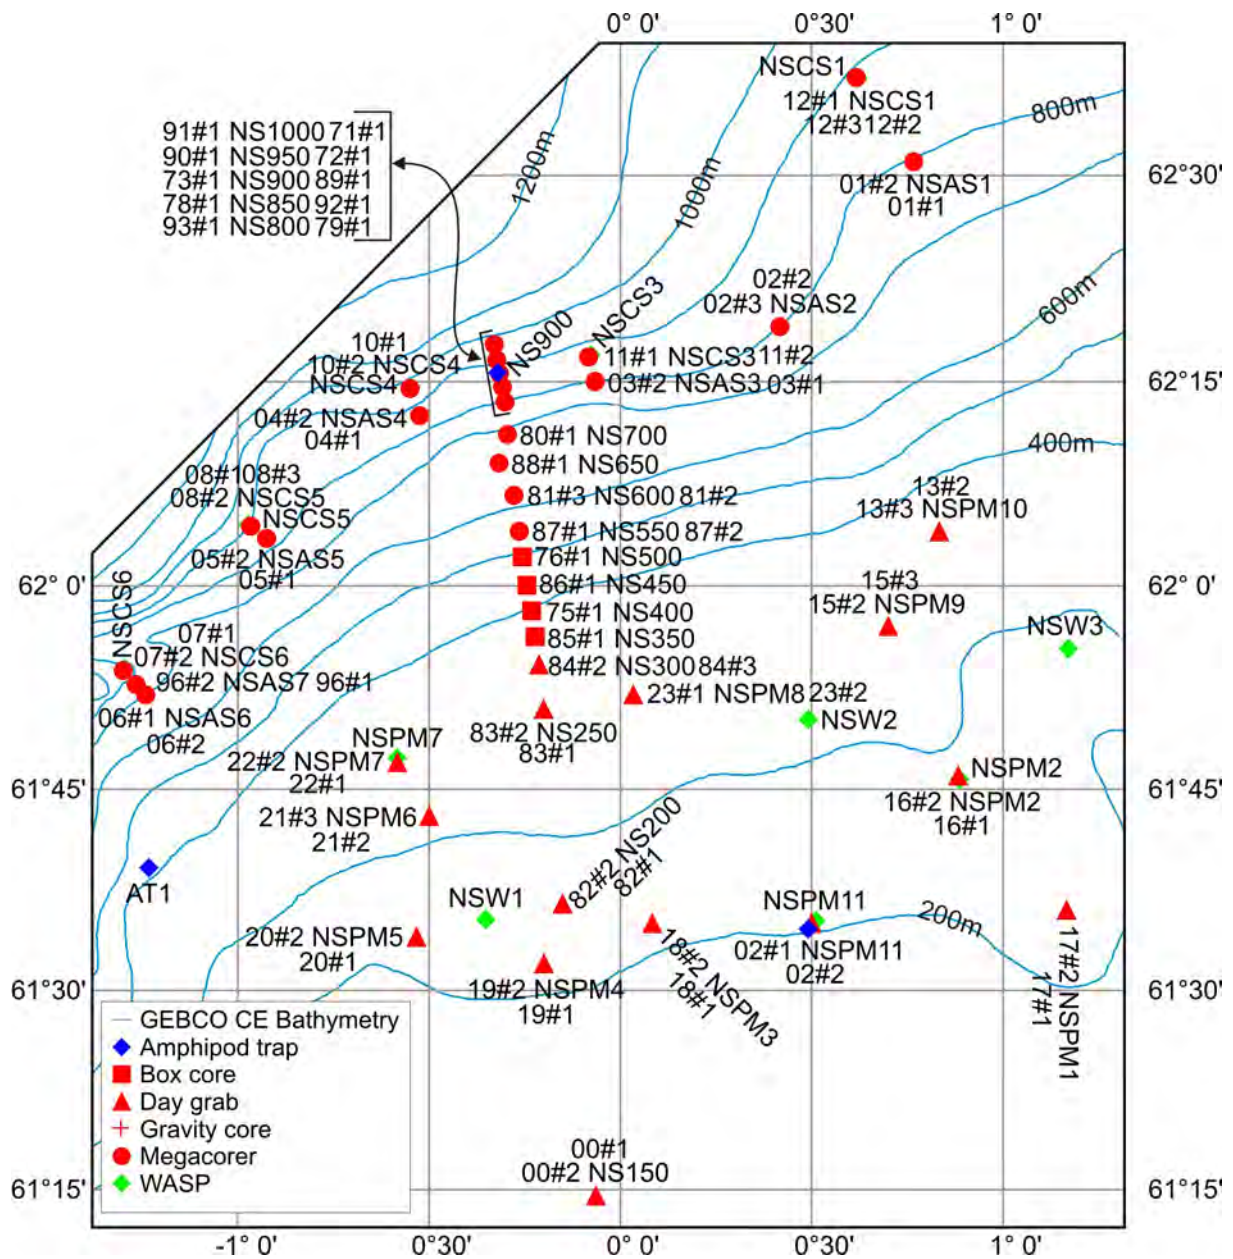 0° 0'
0°30'
1° 0'
NSCS1
12#1 NSCS1
12#312#2
800m
91#1 NS1000 71#1
90#1 NS950 72#1
73#1 NS900 89#1
78#1 NS850 92#1
93#1 NS800 79#1
1200m
1000m
62°30'
01#2 NSAS1
01#1
02#2
02#3 NSAS2
600m
NSCS3
NS900
10#1
10#2 NSCS4
NSCS4
11#1 NSCS311#2
03#2 NSAS3 03#1
62°15'
04#2 NSAS4
04#1
80#1 NS700
400m
88#1 NS650
08#108#3
08#2 NSCS5
NSCS5
81#3 NS600 81#2
13#2
13#3 NSPM10
87#1 NS550 87#2
05#2 NSAS5
05#1
76#1 NS500
62° 0'
86#1 NS450
15#3
15#2 NSPM9
62° 0'
NSCS6
75#1 NS400
07#1
07#2 NSCS6
85#1 NS350
NSW3
84#2 NS300 84#3
96#2 NSAS7 96#1
23#1 NSPM8 23#2
06#1 NSAS6
06#2
83#2 NS250
83#1
NSW2
NSPM7
22#2 NSPM7
22#1
NSPM2
61°45'
16#2 NSPM2
16#1
61°45'
21#3 NSPM6
21#2
82#2 NS200
82#1
AT1
NSW1
NSPM11
200m
20#2 NSPM5
20#1
02#1 NSPM11
02#2
18#2 NSPM3
18#1
17#2 NSPM1
17#1
19#2 NSPM4
19#1
61°30'
61°30'
GEBCO CE Bathymetry
Amphipod trap
Box core
Day grab
Gravity core
Megacorer
WASP
00#1
00#2 NS150
61°15'
61°15'
-1° 0'
0°30'
0° 0'
0°30'
1° 0'